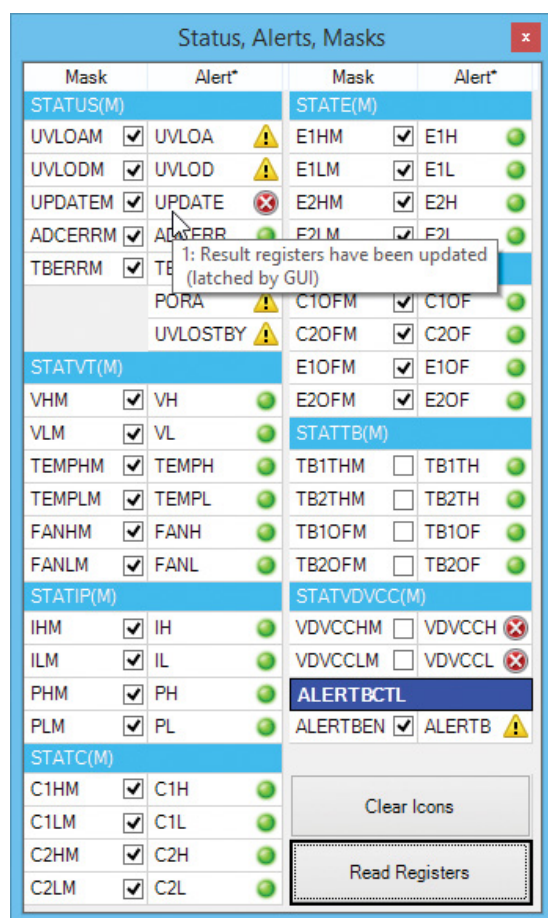 Status, Alerts, Masks
x
Mask Alert* Mask Alert*
STATUS(M) STATE(M)
UVLOAM UVLOA E1HM E1H
UVLODM UVLOD E1LM E1L
UPDATEM UPDATE E2HM E2H
ADCERRM ADCERR E2LM E2L
TBERRM TB
1: Result registers have been updated
(latched by GUI)
PORA C1OFM C1OF
UVLOSTBY C2OFM C2OF
STATVT(M) E1OFM E1OF
VHM VH E2OFM E2OF
VLM VL STATTB(M)
TEMPHM TEMPH TB1THM TB1TH
TEMPLM TEMPL TB2THM TB2TH
FANHM FANH TB1OFM TB1OF
FANLM FANL TB2OFM TB2OF
STATIP(M) STATVDVCC(M)
IHM IH VDVCCHM VDVCCH
ILM IL VDVCCLM VDVCCL
PHM PH ALERTBCTL
PLM PL ALERTBEN ALERTB
STATC(M)
C1HM C1H
C1LM C1L
Clear Icons
C2HM C2H
C2LM C2L
Read Registers